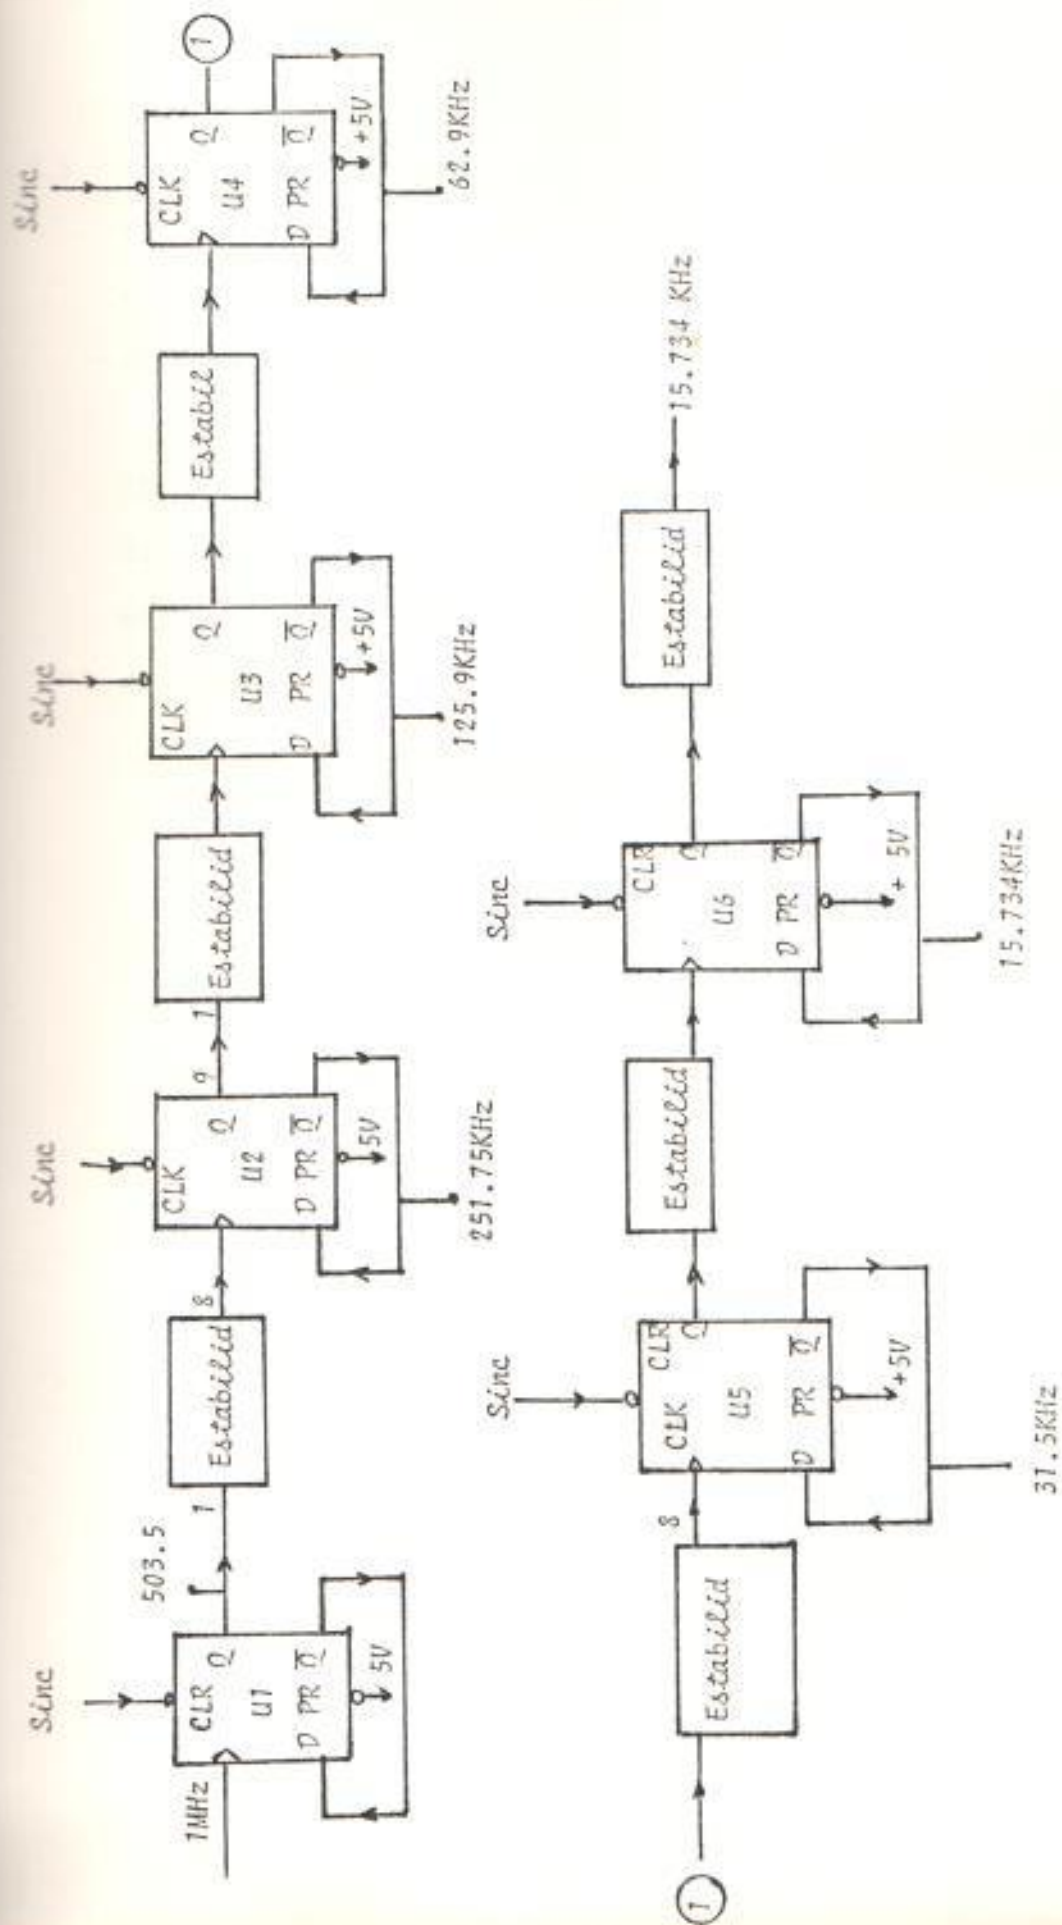 Sinc
Sinc
Sinc
Sinc
1MHz
CLR
Q
U1
D PR Q̅
5V
503.5
1
Estabilid
8
CLK
Q
U2
D PR Q̅
5V
251.75KHz
9
1
Estabilid
CLK
Q
U3
D PR Q̅
+5V
125.9KHz
Estabil
CLK
Q
U4
D PR Q̅
+5V
62.9KHz
1
1
Estabilid
8
Sinc
CLK CLR
Q
U5
D PR Q̅
+5V
37.5KHz
Estabilid
Sinc
CLR
Q
U6
D PR Q̅
+ 5V
15.734KHz
Estabilid
15.734 KHz